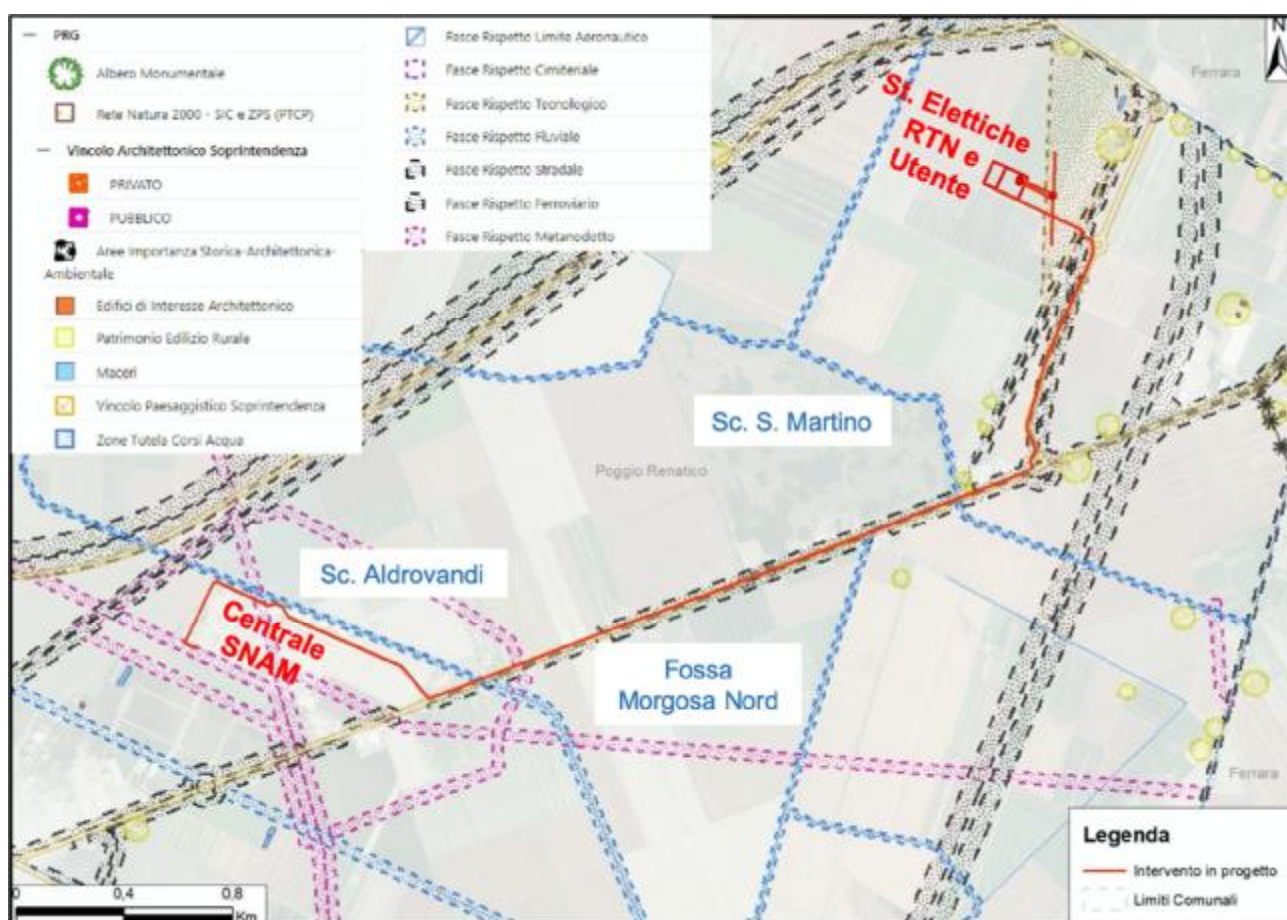 PRG
Albero Monumentale
Rete Natura 2000 - SIC e ZPS (PTCP)
Vincolo Architettonico Soprintendenza
PRIVATO
PUBBLICO
Aree Importanza Storica-Architettonica-
Ambientale
Edifici di Interesse Architettonico
Patrimonio Edilizio Rurale
Maceri
Vincolo Paesaggistico Soprintendenza
Zone Tutela Corsi Acqua
Fasce Rispetto Limite Aeronautico
Fasce Rispetto Cimiteriale
Fasce Rispetto Tecnologico
Fasce Rispetto Fluviale
Fasce Rispetto Stradale
Fasce Rispetto Ferroviario
Fasce Rispetto Metanodotto
N
Ferrara
St. Elettiche
RTN e
Utente
Sc. S. Martino
Poggio Renatico
Sc. Aldrovandi
Centrale
SNAM
Fossa
Morgosa Nord
Ferrara
Legenda
Intervento in progetto
Limiti Comunali
0 0,4 0,8
Km